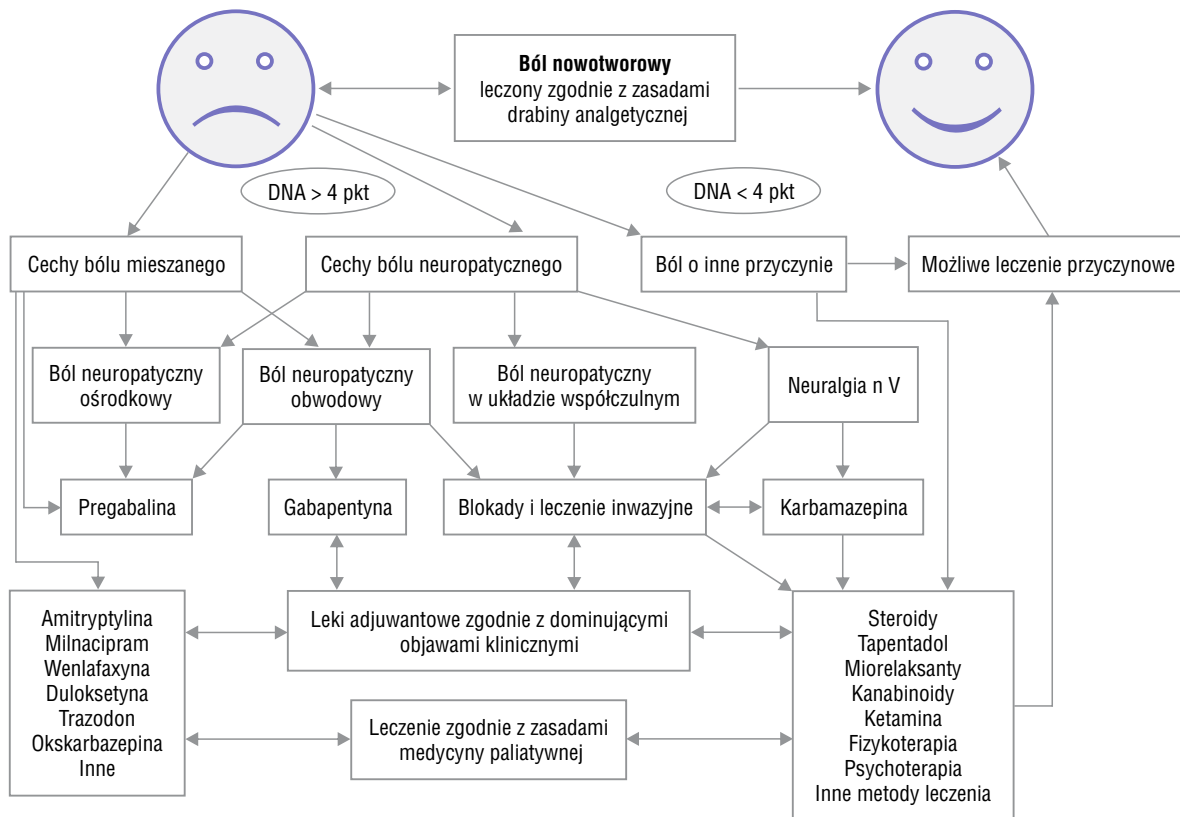 Ból nowotworowy
leczony zgodnie z zasadami
drabiny analgetycznej
DNA > 4 pkt
DNA < 4 pkt
Cechy bólu mieszanego
Cechy bólu neuropatycznego
Ból o inne przyczynie
Możliwe leczenie przyczynowe
Ból neuropatyczny
ośrodkowy
Ból neuropatyczny
obwodowy
Ból neuropatyczny
w układzie współczulnym
Neuralgia n V
Pregabalina
Gabapentyna
Blokady i leczenie inwazyjne
Karbamazepina
Amitryptylina
Milnacipram
Wenlafaxyna
Duloksetyna
Trazodon
Okskarbazepina
Inne
Leki adjuwantowe zgodnie z dominującymi
objawami klinicznymi
Leczenie zgodnie z zasadami
medycyny paliatywnej
Steroidy
Tapentadol
Miorelaksanty
Kanabinoidy
Ketamina
Fizykoterapia
Psychoterapia
Inne metody leczenia